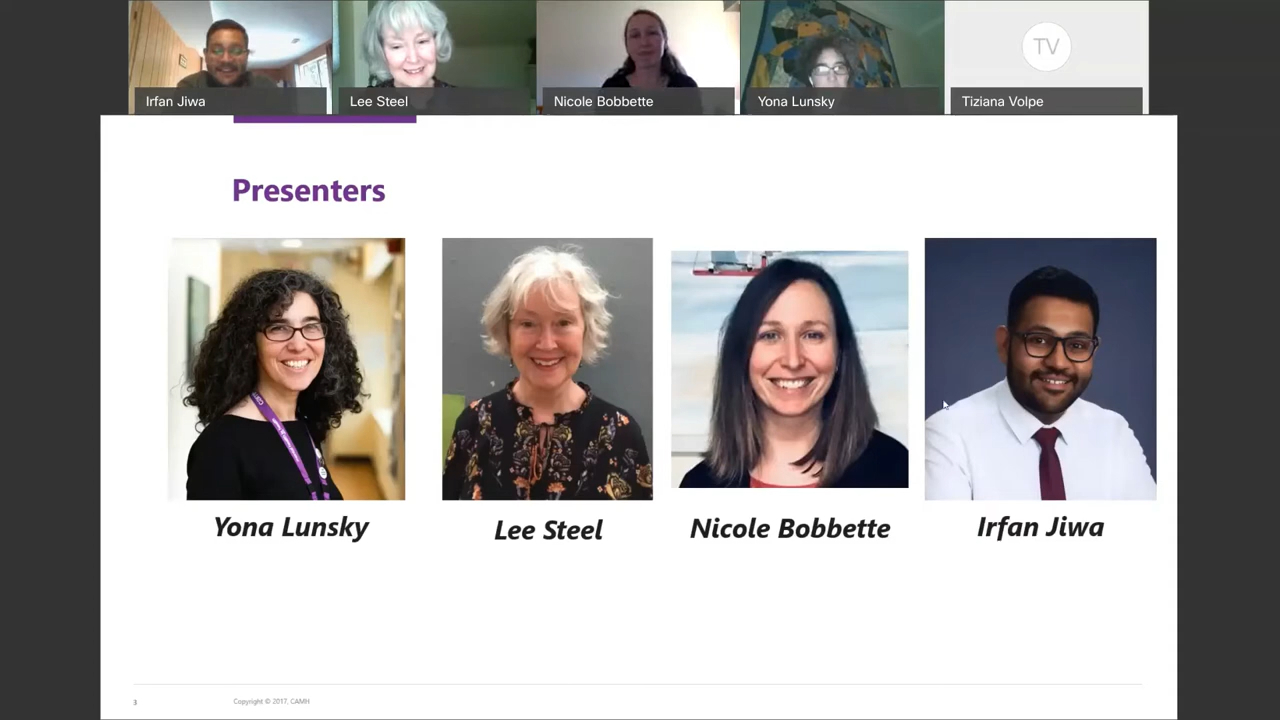 Irfan Jiwa
Lee Steel
Nicole Bobbette
Yona Lunsky
TV
Tiziana Volpe
Presenters
Yona Lunsky
Lee Steel
Nicole Bobbette
Irfan Jiwa
3
Copyright © 2017, CAMH